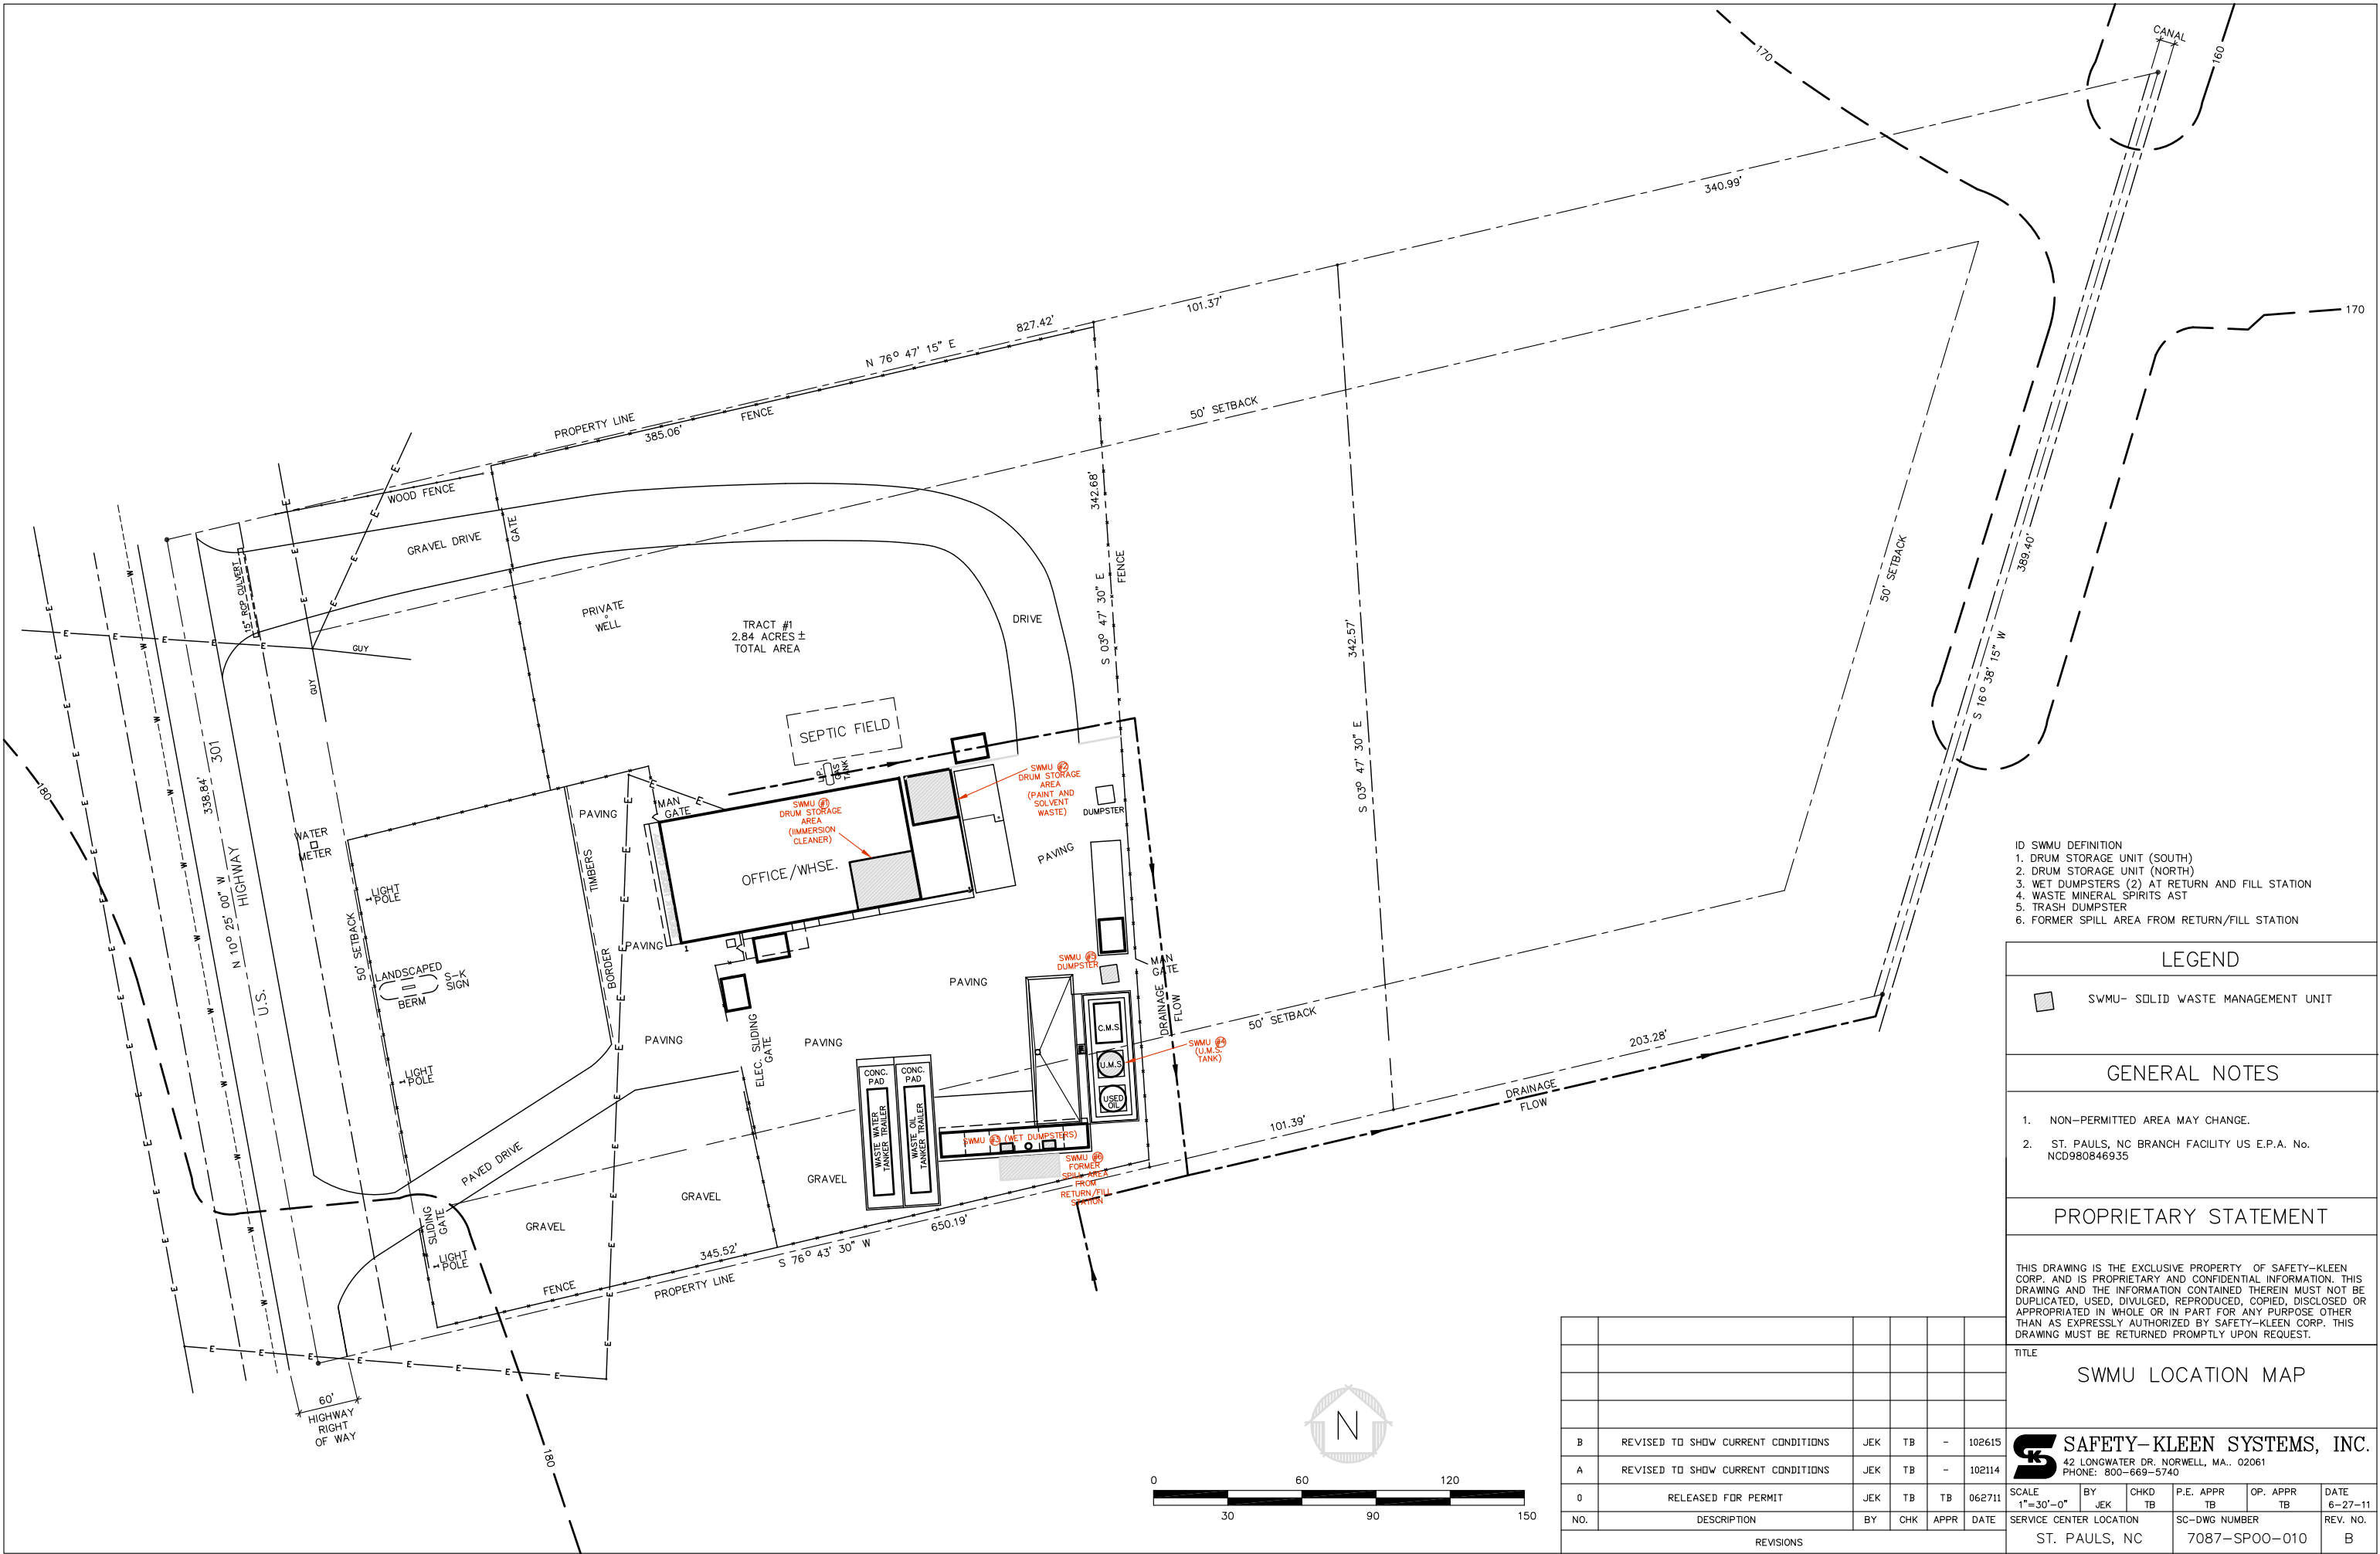 CANAL
160
170
340.99'
170
101.37'
827.42'
N 76° 47' 15" E
PROPERTY LINE
385.06'
FENCE
50' SETBACK
WOOD FENCE
GATE
GRAVEL DRIVE
15" RCP CULVERT
342.68'
FENCE
S 03° 47' 30" E
342.57'
S 03° 47' 30" E
50' SETBACK
389.40'
S 16° 38' 15" W
PRIVATE
WELL
TRACT #1
2.84 ACRES ±
TOTAL AREA
DRIVE
GUY
GUY
SEPTIC FIELD
L.P.
GAS
TANK
180
338.84'
301
HIGHWAY
N 10° 25' 00" W
U.S.
WATER
METER
LIGHT
POLE
50' SETBACK
LANDSCAPED
BERM
S-K
SIGN
LIGHT
POLE
PAVING
MAN
GATE
TIMBERS
BORDER
PAVING
PAVING
OFFICE/WHSE.
SWMU #1
DRUM STORAGE
AREA
(IIMMERSION
CLEANER)
SWMU #2
DRUM STORAGE
AREA
(PAINT AND
SOLVENT
WASTE)
DUMPSTER
PAVING
SWMU #5
DUMPSTER
MAN
GATE
PAVING
DRAINAGE
FLOW
ELEC. SLIDING
GATE
PAVING
C.M.S.
U.M.S.
USED
OIL
SWMU #4
(U.M.S.
TANK)
50' SETBACK
203.28'
DRAINAGE
FLOW
101.39'
CONC.
PAD
CONC.
PAD
WASTE WATER
TANKER TRAILER
WASTE OIL
TANKER TRAILER
SWMU #3 (WET DUMPSTERS)
SWMU #6
FORMER
SPILL AREA
FROM
RETURN/FILL
STATION
PAVED DRIVE
GRAVEL
GRAVEL
GRAVEL
SLIDING
GATE
LIGHT
POLE
650.19'
345.52'
S 76° 43' 30" W
FENCE
PROPERTY LINE
60'
HIGHWAY
RIGHT
OF WAY
180
N
0 60 120
30 90 150
ID SWMU DEFINITION
1. DRUM STORAGE UNIT (SOUTH)
2. DRUM STORAGE UNIT (NORTH)
3. WET DUMPSTERS (2) AT RETURN AND FILL STATION
4. WASTE MINERAL SPIRITS AST
5. TRASH DUMPSTER
6. FORMER SPILL AREA FROM RETURN/FILL STATION
LEGEND
SWMU- SOLID WASTE MANAGEMENT UNIT
GENERAL NOTES
1. NON-PERMITTED AREA MAY CHANGE.
2. ST. PAULS, NC BRANCH FACILITY US E.P.A. No.
NCD980846935
PROPRIETARY STATEMENT
THIS DRAWING IS THE EXCLUSIVE PROPERTY OF SAFETY-KLEEN
CORP. AND IS PROPRIETARY AND CONFIDENTIAL INFORMATION. THIS
DRAWING AND THE INFORMATION CONTAINED THEREIN MUST NOT BE
DUPLICATED, USED, DIVULGED, REPRODUCED, COPIED, DISCLOSED OR
APPROPRIATED IN WHOLE OR IN PART FOR ANY PURPOSE OTHER
THAN AS EXPRESSLY AUTHORIZED BY SAFETY-KLEEN CORP. THIS
DRAWING MUST BE RETURNED PROMPTLY UPON REQUEST.
TITLE
SWMU LOCATION MAP
SAFETY-KLEEN SYSTEMS, INC.
42 LONGWATER DR. NORWELL, MA.. 02061
PHONE: 800-669-5740
SCALE BY CHKD P.E. APPR OP. APPR DATE
1"=30'-0" JEK TB TB TB 6-27-11
SERVICE CENTER LOCATION SC-DWG NUMBER REV. NO.
ST. PAULS, NC 7087-SP00-010 B
B REVISED TO SHOW CURRENT CONDITIONS JEK TB - 102615
A REVISED TO SHOW CURRENT CONDITIONS JEK TB - 102114
0 RELEASED FOR PERMIT JEK TB TB 062711
NO. DESCRIPTION BY CHK APPR DATE
REVISIONS